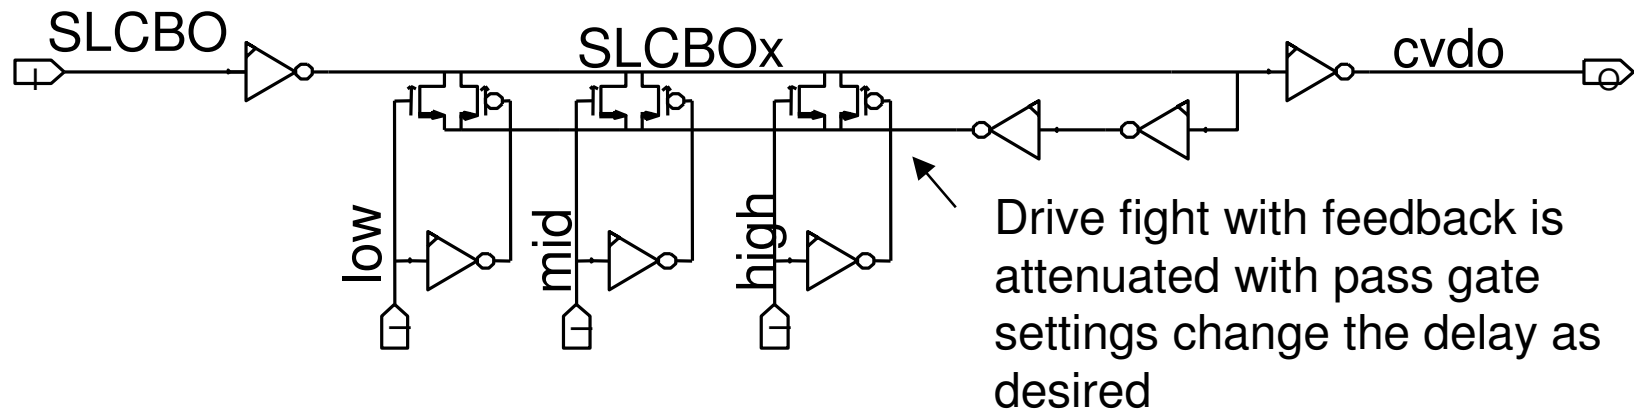 SLCBO
SLCBOx
cvdo
I
O
low
mid
high
I
I
I
Drive fight with feedback is
attenuated with pass gate
settings change the delay as
desired